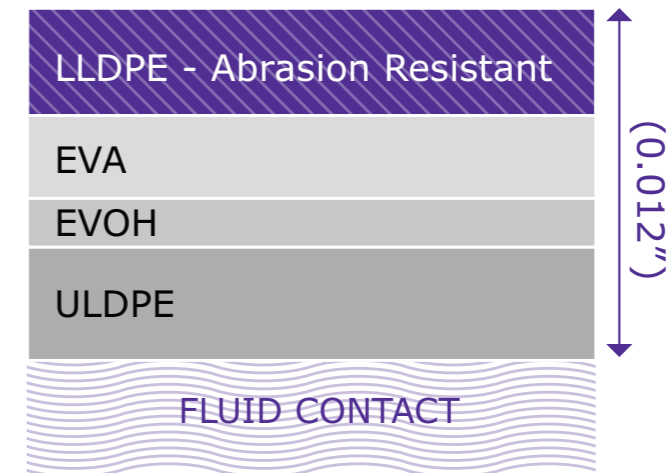 LLDPE - Abrasion Resistant
EVA
EVOH
ULDPE
FLUID CONTACT
(0.012”)